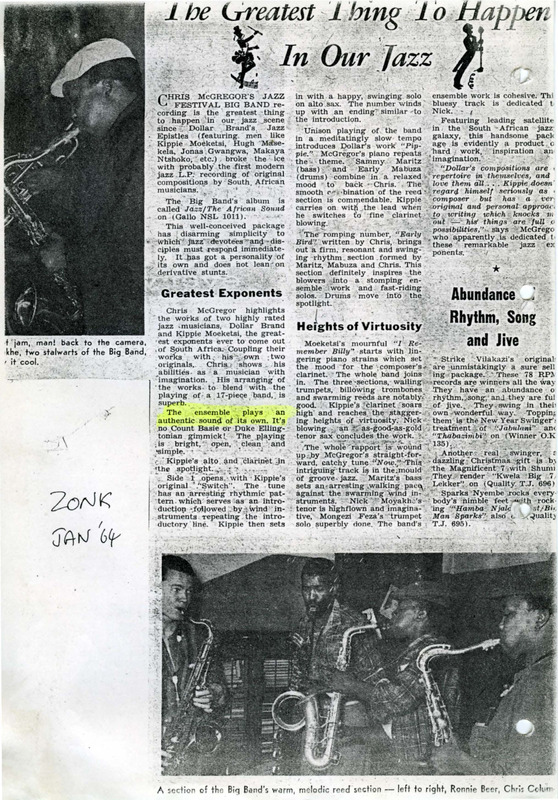 The Greatest Thing To Happen
In Our Jazz
CHRIS McGREGOR'S JAZZ
FESTIVAL BIG BAND re-
cording is the greatest thing
to happen in our jazz scene
since Dollar Brand's Jazz
Epistles (featuring men like
Kippie Moeketsi, Hugh Mase-
kela, Jonas Gwangwa, Makaya
Ntshoko, etc.) broke the ice
with probably the first modern
jazz L.P. recording of original
compositions by South African
musicians.
The Big Band's album is
called Jazz/The African Sound
on (Gallo NSL 1011).
This well-conceived package
has disarming simplicity to
which jazz devotees and dis-
ciples must respond immediate-
ly. It has got a personality of
its own and does not lean on
derivative stunts.
Greatest Exponents
Chris McGregor highlights
the works of two highly rated
jazz musicians, Dollar Brand
and Kippie Moeketsi, the great-
est exponents ever to come out
of South Africa. Coupling their
works with his own two
originals, Chris shows his
abilities as a musician with
imagination. His arranging of
the works to blend with the
playing of a 17-piece band, is
superb.
The ensemble plays an
authentic sound of its own. It's
no Count Basie or Duke Elling-
tonian gimmick! The playing
is bright, open, clean and
simple.
Kippie's alto and clarinet in
the spotlight.
Side 1 opens with Kippie's
original "Switch". The tune
has an arresting rhythmic pat-
tern which serves as an intro-
duction followed by wind in-
struments repeating the intro-
ductory line. Kippie then sets
in with a happy, swinging solo
on alto sax. The number winds
up with an ending similar to
the introduction.
Unison playing of the band
in a meditatingly slow tempo
introduces Dollar's work "Pip-
pie." McGregor's piano repeats
the theme. Sammy Maritz
(bass) and Early Mabuza
(drums) combine in a relaxed
mood to back Chris. The
smooth combination of the reed
section is commendable. Kippie
carries on with the lead when
he switches to fine clarinet
blowing.
The romping number, "Early
Bird" written by Chris, brings
out a firm, resonant and swing-
ing rhythm section formed by
Maritz, Mabuza and Chris. This
section definitely inspires the
blowers into a stomping en-
semble work and fast-riding
solos. Drums move into the
spotlight.
Heights of Virtuosity
Moeketsi's mournful "I Re-
member Billy" starts with lin-
gering piano strains which set
the mood for the composer's
clarinet. The whole band joins
in. The three sections, wailing
trumpets, billowing trombones
and swarming reeds are notably
good. Kippie's clarinet soars
high and reaches the stagger-
ing heights of virtuosity, Nick
blowing an as-good-as-gold
tenor sax concludes the work.
The whole rapport is wound
up by McGregor's straight-for-
ward, catchy tune "Now." This
intriguing track is in the mould
of groove jazz. Maritz's bass
sets an arresting walking pace
against the swarming wind in-
struments. Nick Moyakh's
tenor is highflown and imagina-
tive, Mongezi Feza's trumpet
solo superbly done. The band's
ensemble work is cohesive. This
bluesy track is dedicated t
Nick.
Featuring leading satellite
in the South African jazz
galaxy, this handsome pack
age is evidently a product o
hard work, inspiration an
imagination.
"Dollar's compositions are
repertoire in themselves, and
love them all... Kippie doesn
regard himself seriously as
composer but has a ver
original and personal approac
to writing which knocks m
out — his things are full o
possibilities," says McGrego
who apparently is dedicated t
these remarkable jazz ex
ponents.
Abundance
Rhythm, Song
and Jive
Strike Vilakazi's original
are unmistakingly a sure sell
ing-package. These 78 RPM
records are winners all the way
They have an abundance o
rhythm, song and they are ful
of jive. They swing in thei
own wonderful way. Toppin
them is the New Year Swinger
treatment of "Jabulani" and
"Thabazimbi" on (Winner O.K
135).
Another real swinger,
dazzling Christmas gift is by
the Magnificent 7 with Shumi
They render "Kwela Big 7
Lekker" on (Quality T.J. 696)
Sparks Nyembe rocks every
body's nimble feet with rock
ing "Hamba
Man Sparks" also Quality
T.J. 695).
t jam, man! back to the camera,
khe, two stalwarts of the Big Band,
it cool.
ZONK
JAN '64
A section of the Big Band's warm, melodic reed section — left to right, Ronnie Beer, Chris Colum